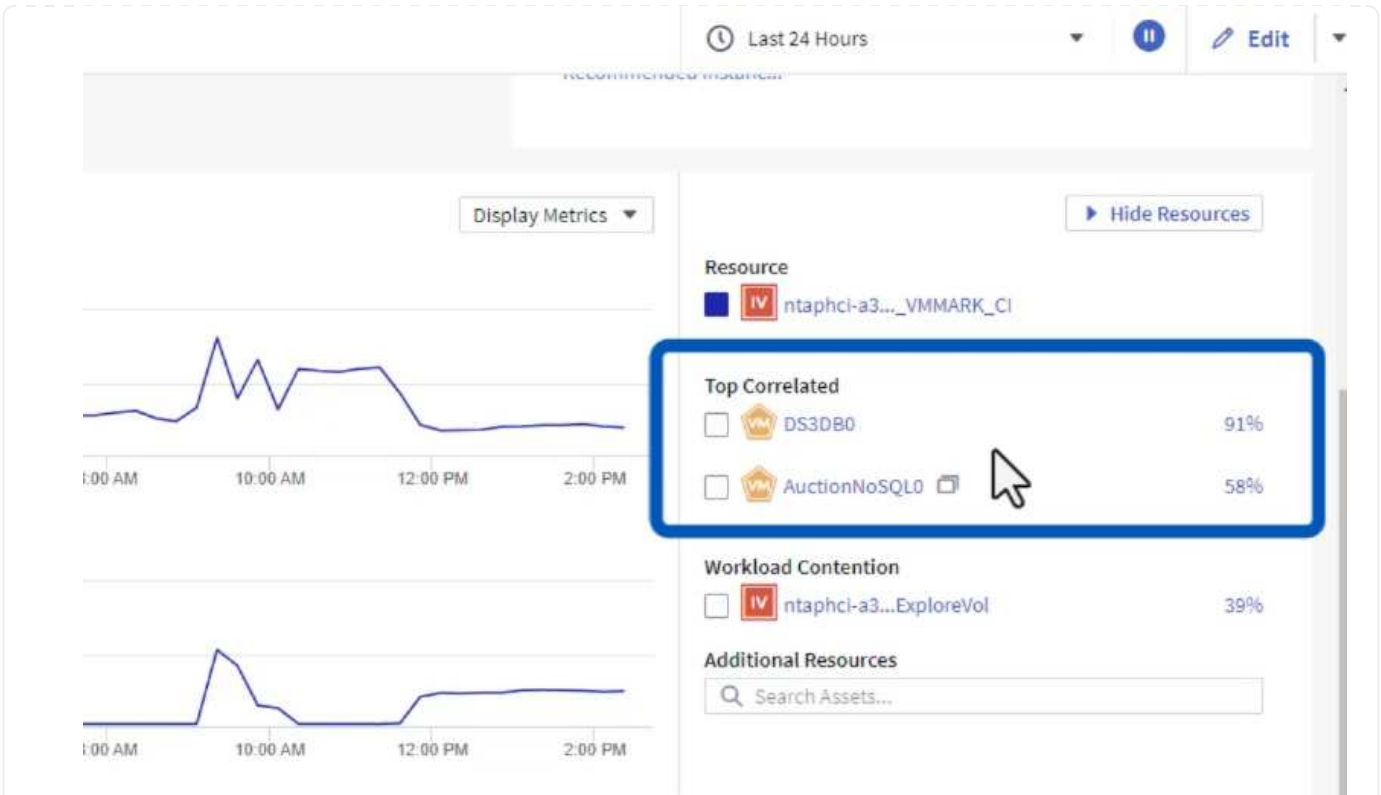 Last 24 Hours
Edit
Display Metrics
Hide Resources
Resource
IV ntaphci-a3..._VMMARK_CI
Top Correlated
VM DS3DB0 91%
VM AuctionNoSQL0 58%
Workload Contention
IV ntaphci-a3...ExploreVol 39%
Additional Resources
Search Assets...
:00 AM 10:00 AM 12:00 PM 2:00 PM
:00 AM 10:00 AM 12:00 PM 2:00 PM